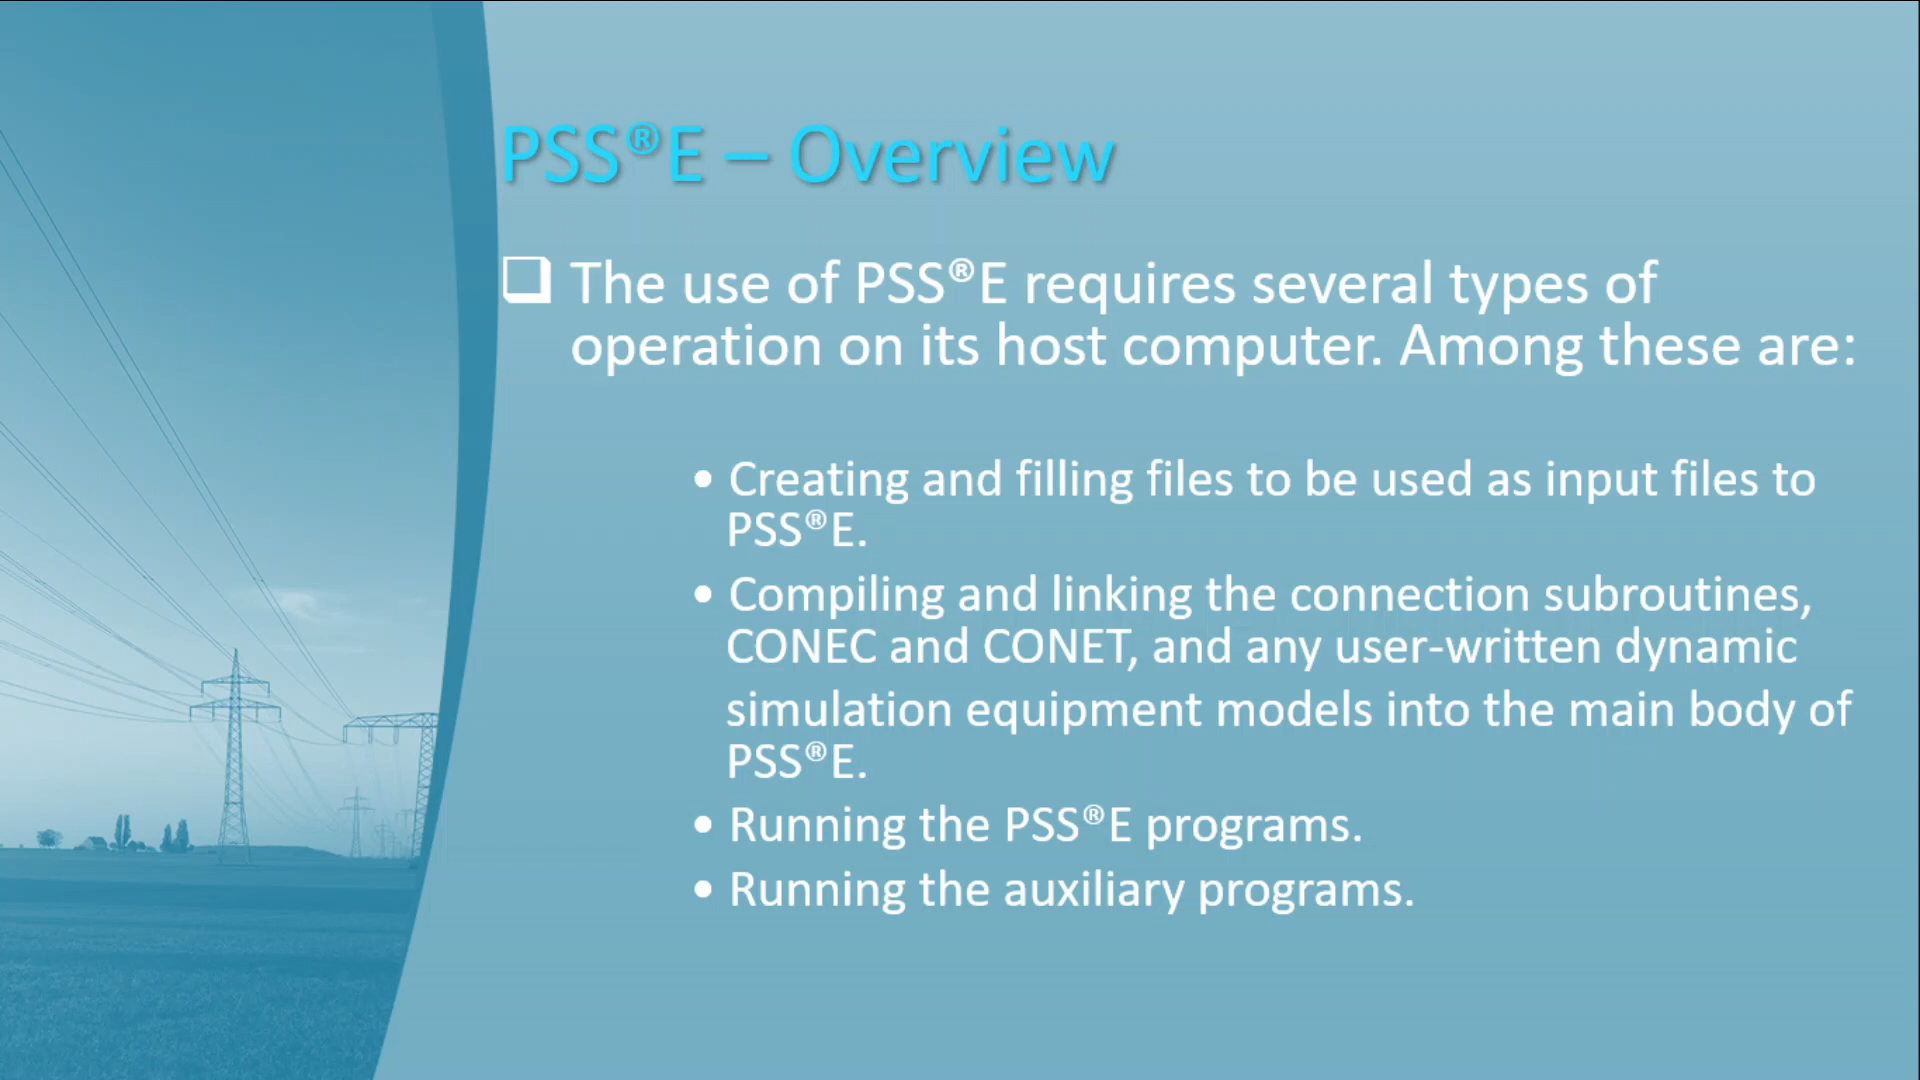 PSS®E – Overview
The use of PSS®E requires several types of
operation on its host computer. Among these are:
• Creating and filling files to be used as input files to
PSS®E.
• Compiling and linking the connection subroutines,
CONEC and CONET, and any user-written dynamic
simulation equipment models into the main body of
PSS®E.
• Running the PSS®E programs.
• Running the auxiliary programs.